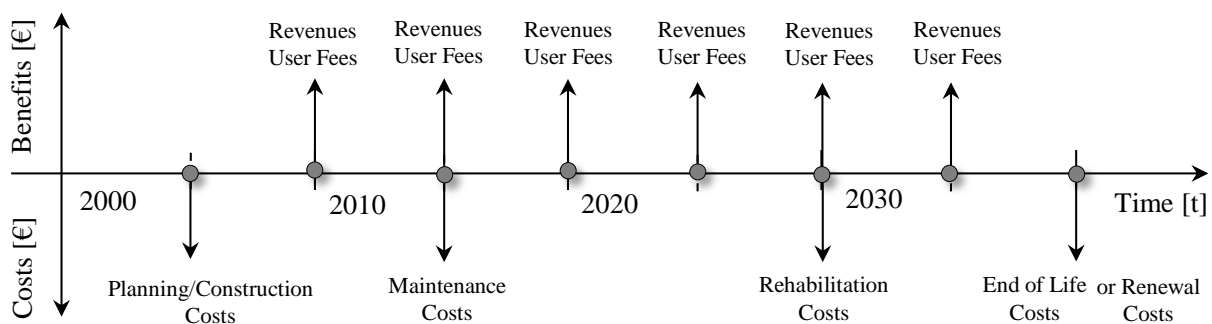 Benefits [€]
Costs [€]
Revenues
User Fees
Revenues
User Fees
Revenues
User Fees
Revenues
User Fees
Revenues
User Fees
Revenues
User Fees
2000
2010
2020
2030
Time [t]
Planning/Construction
Costs
Maintenance
Costs
Rehabilitation
Costs
End of Life or Renewal
Costs Costs